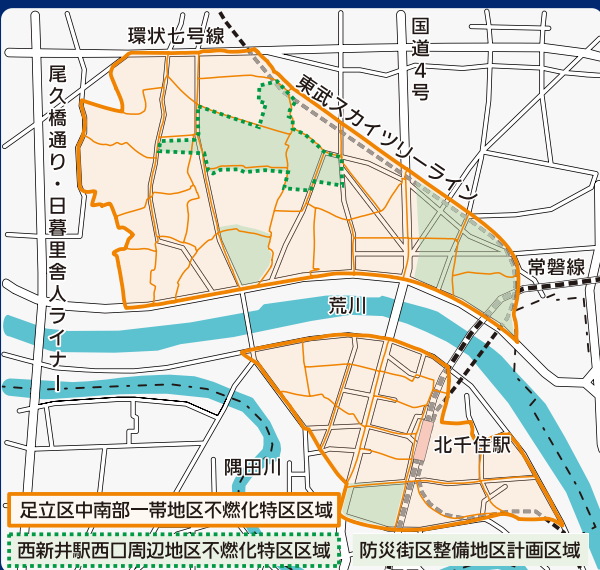 環状七号線
国道4号
尾久橋通り・日暮里舎人ライナー
東武スカイツリーライン
常磐線
荒川
北千住駅
隅田川
足立区中南部一帯地区不燃化特区区域
西新井駅西口周辺地区不燃化特区区域
防災街区整備地区計画区域